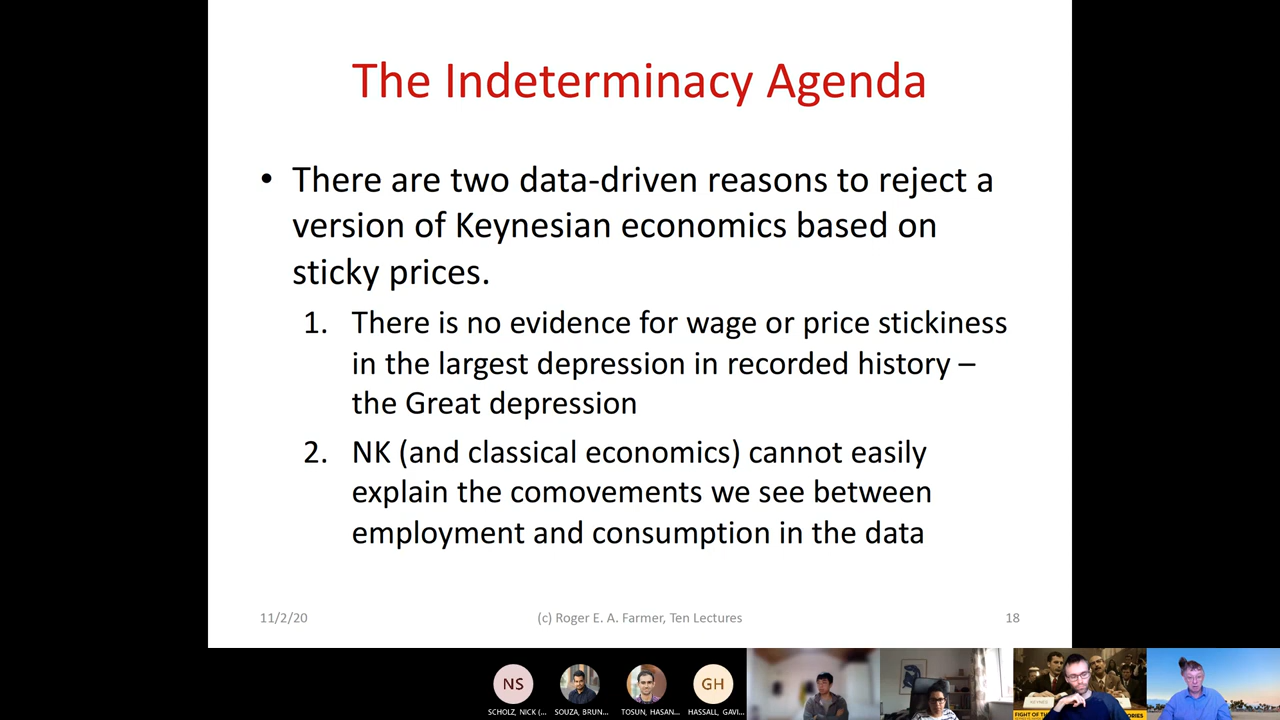 The Indeterminacy Agenda
• There are two data-driven reasons to reject a
version of Keynesian economics based on
sticky prices.
1. There is no evidence for wage or price stickiness
in the largest depression in recorded history –
the Great depression
2. NK (and classical economics) cannot easily
explain the comovements we see between
employment and consumption in the data
11/2/20
(c) Roger E. A. Farmer, Ten Lectures
18
NS
GH
SCHOLZ, NICK (...
SOUZA, BRUN...
TOSUN, HASAN...
HASSALL, GAVI...
KEYNES
FIGHT OF